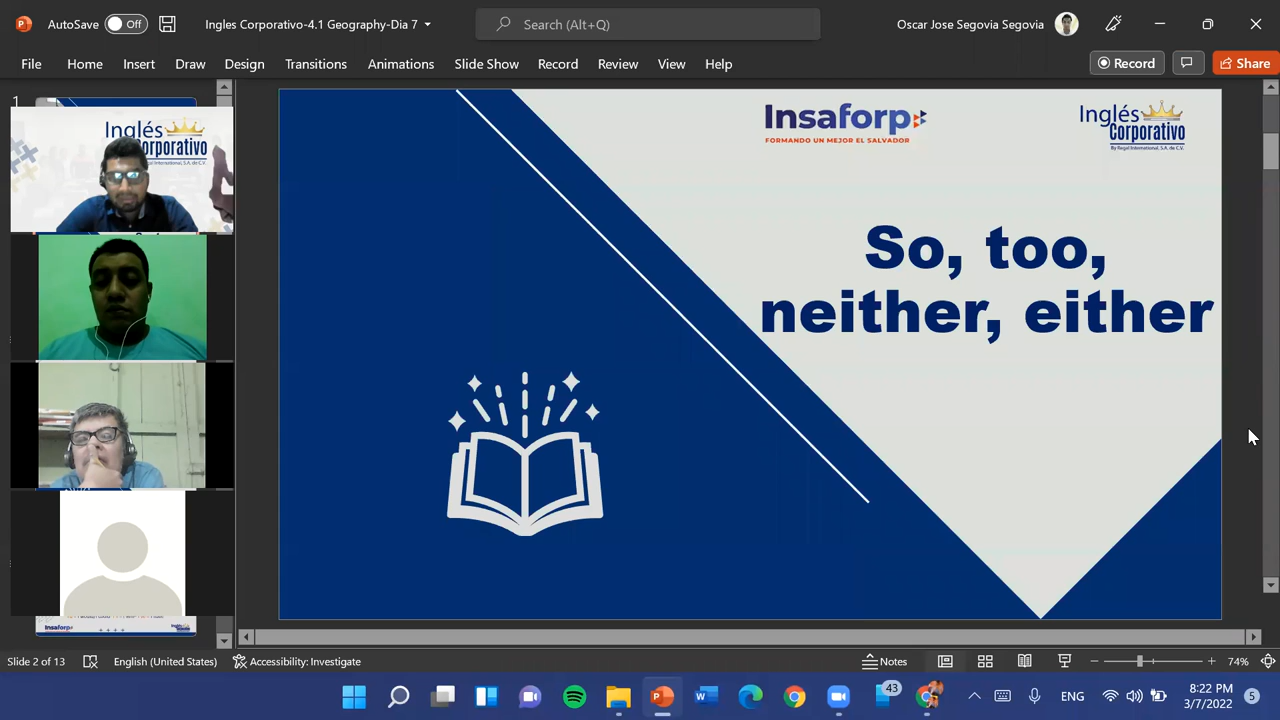 AutoSave Off Ingles Corporativo-4.1 Geography-Dia 7 Search (Alt+Q) Oscar Jose Segovia Segovia
File Home Insert Draw Design Transitions Animations Slide Show Record Review View Help Record Share
1
Inglés
Corporativo
Insaforp
FORMANDO UN MEJOR EL SALVADOR
Inglés
Corporativo
By Regal International, S.A. de C.V.
So, too,
neither, either
Insaforp
Slide 2 of 13 English (United States) Accessibility: Investigate Notes 74%
43 ENG 8:22 PM
3/7/2022 5